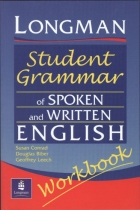 LONGMAN
Student
Grammar
of SPOKEN
and WRITTEN
ENGLISH
Susan Conrad
Douglas Biber
Geoffrey Leech
Workbook